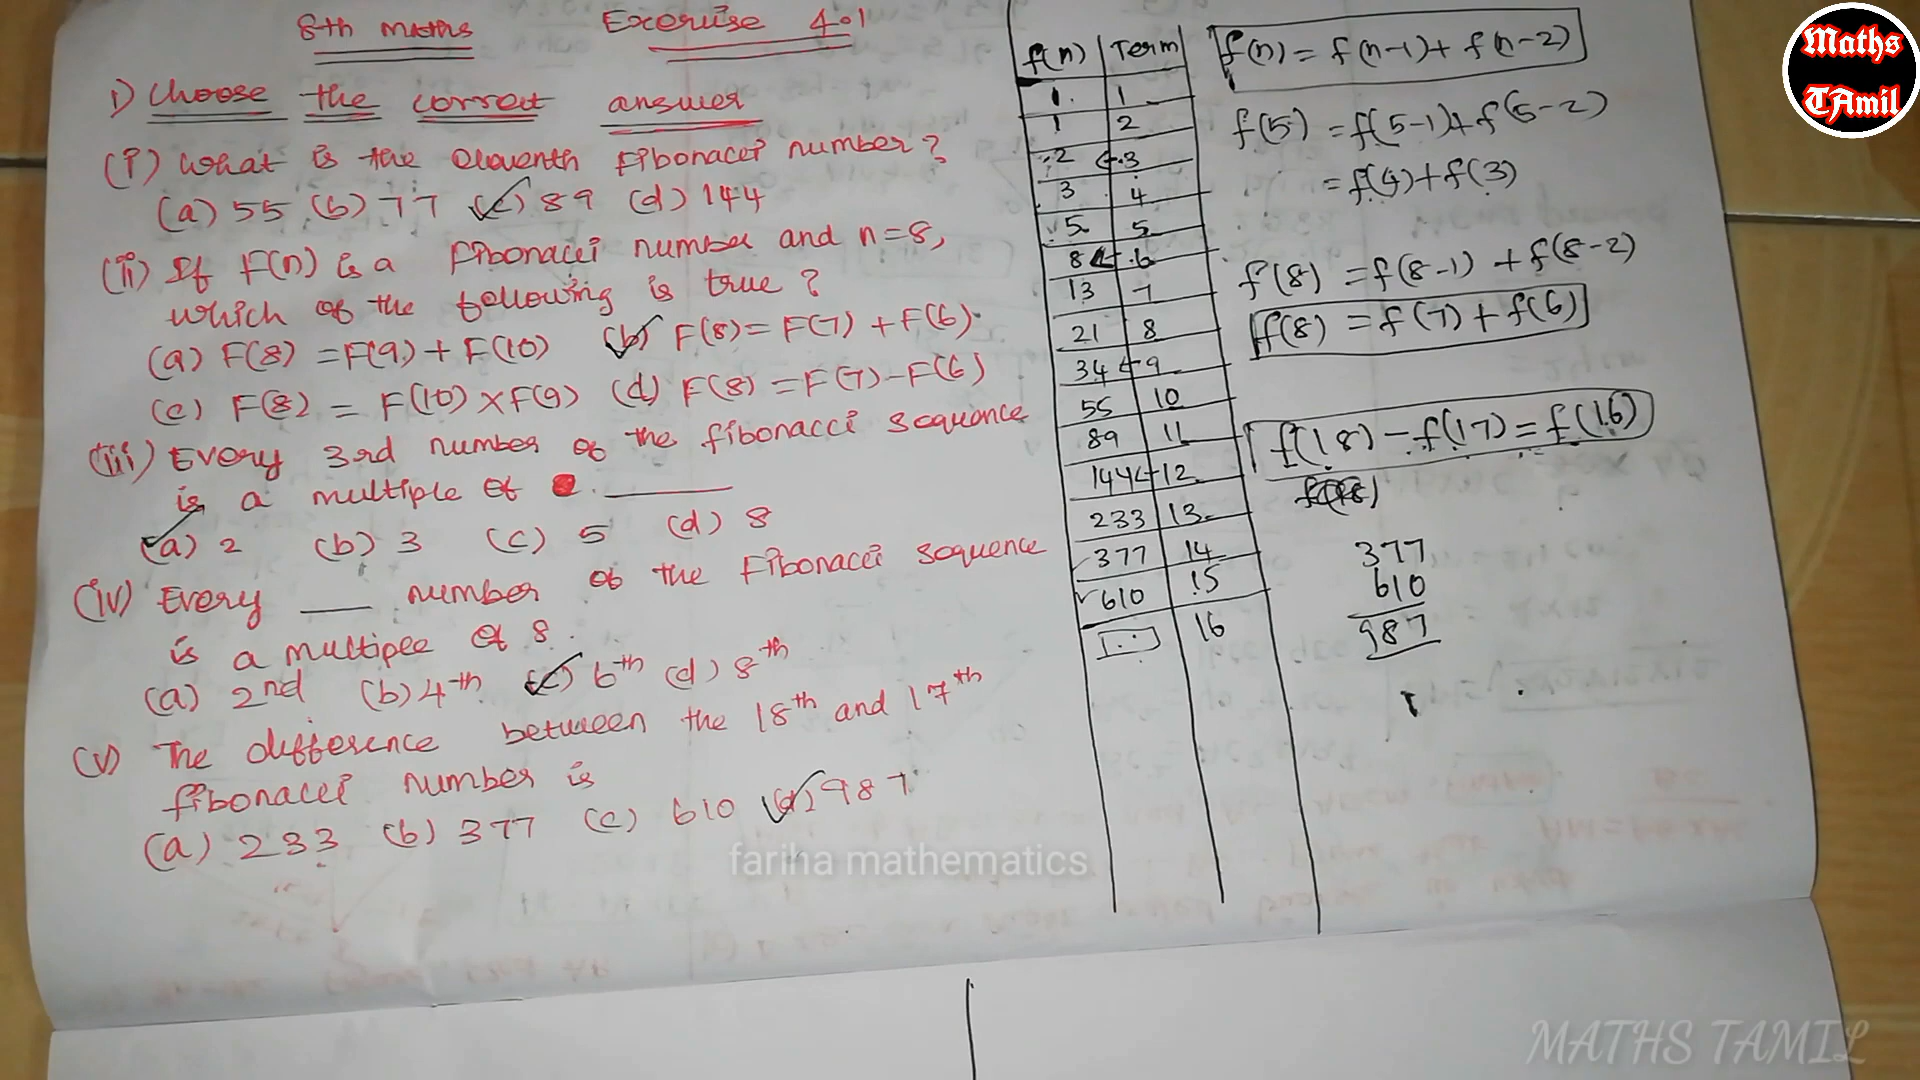 8th maths Exercise 4.1
1) Choose the correct answer
(i) What is the eleventh Fibonacci number?
(a) 55 (b) 77 (c) 89 (d) 144
(ii) If F(n) is a Fibonacci number and n=8,
which of the following is true?
(a) F(8) = F(9) + F(10) (b) F(8) = F(7) + F(6)
(c) F(8) = F(10) x F(9) (d) F(8) = F(7) - F(6)
(iii) Every 3rd number of the fibonacci sequence
is a multiple of ______
(a) 2 (b) 3 (c) 5 (d) 8
(iv) Every ___ number of the Fibonacci sequence
is a multiple of 8.
(a) 2nd (b) 4th (c) 6th (d) 8th
(v) The difference between the 18th and 17th
fibonacci number is
(a) 233 (b) 377 (c) 610 (d) 987
f(n) Term
1 1
1 2
2 ← 3
3 4
5 5
8 ← 6
13 7
21 8
34 ← 9
55 10
89 11
144 ← 12
233 13
377 14
610 15
16
f(n) = f(n-1) + f(n-2)
f(5) = f(5-1) + f(5-2)
= f(4) + f(3)
f(8) = f(8-1) + f(8-2)
f(8) = f(7) + f(6)
f(18) - f(17) = f(16)
377
610
987
Maths
TAmil
fariha mathematics
MATHS TAMIL